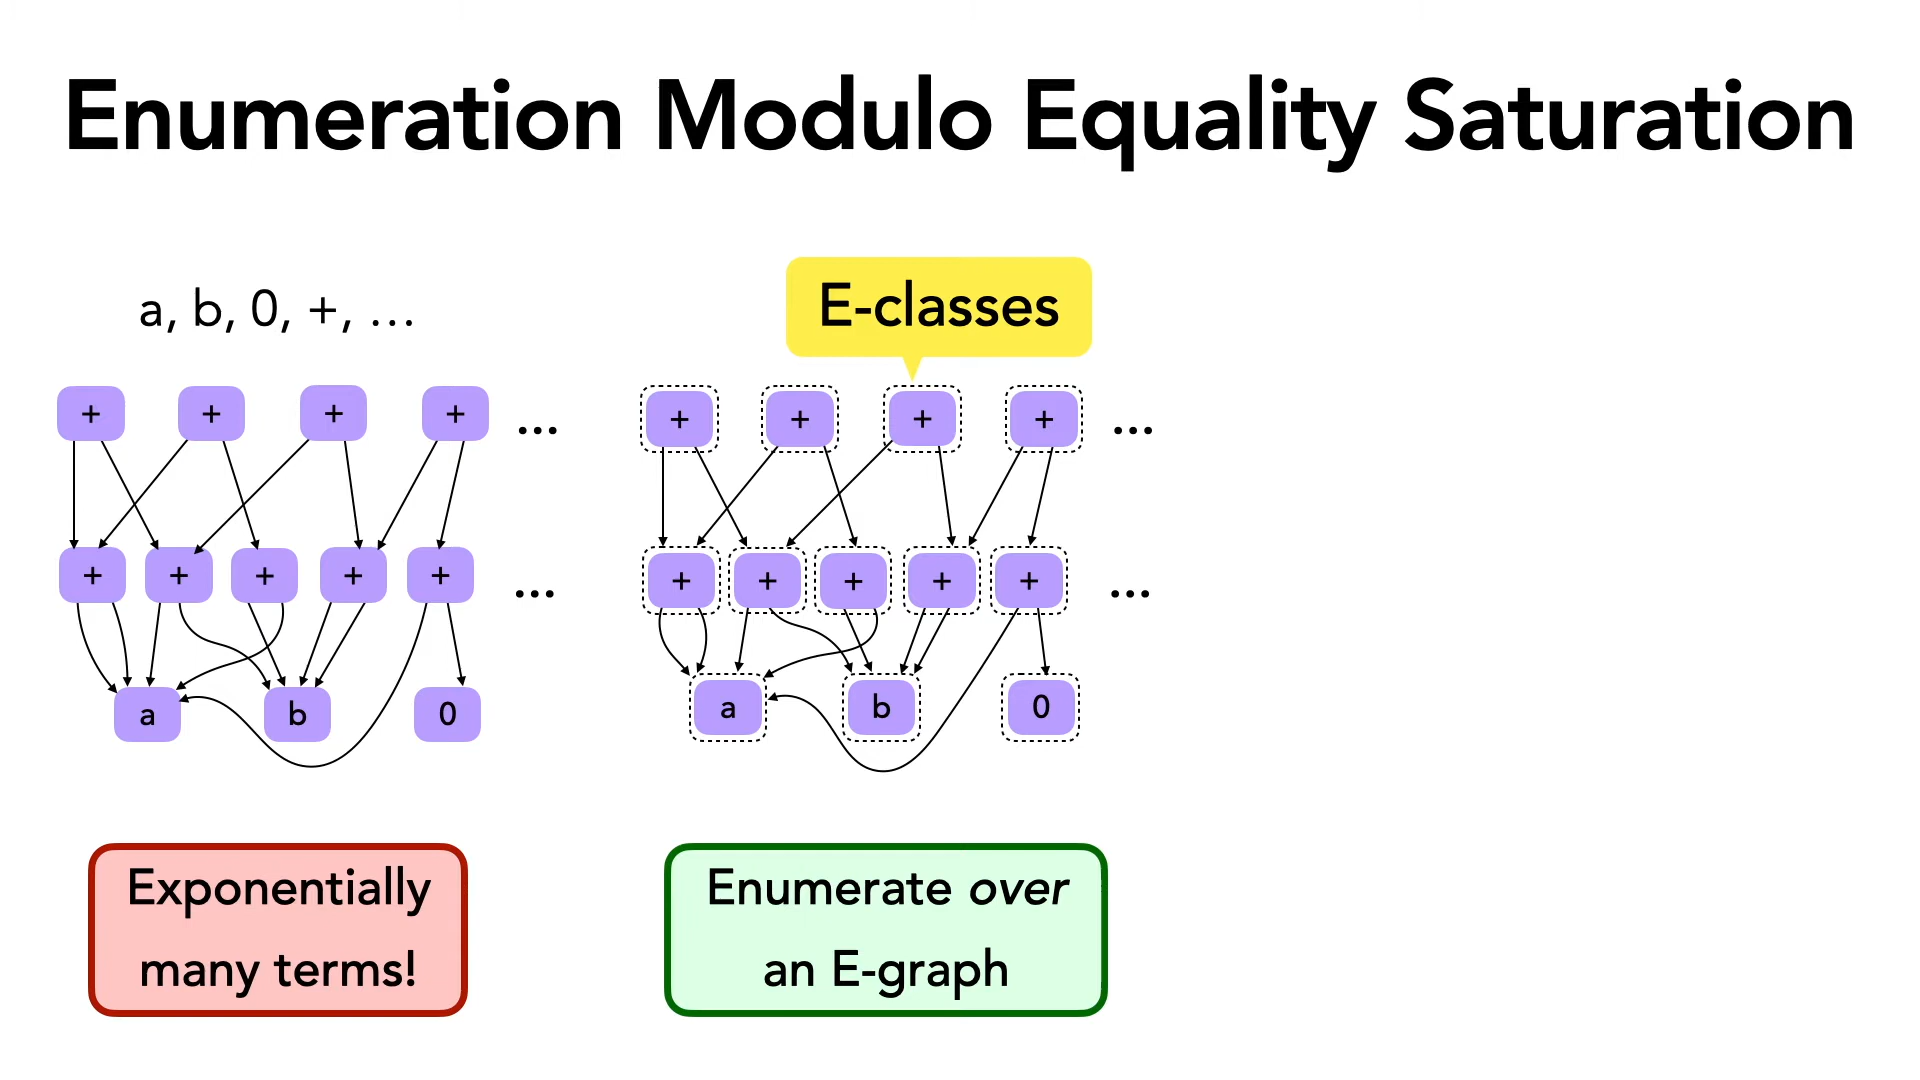 Enumeration Modulo Equality Saturation
a, b, 0, +, …
+ + + + …
+ + + + + …
a b 0
Exponentially
many terms!
E-classes
+ + + + …
+ + + + + …
a b 0
Enumerate over
an E-graph